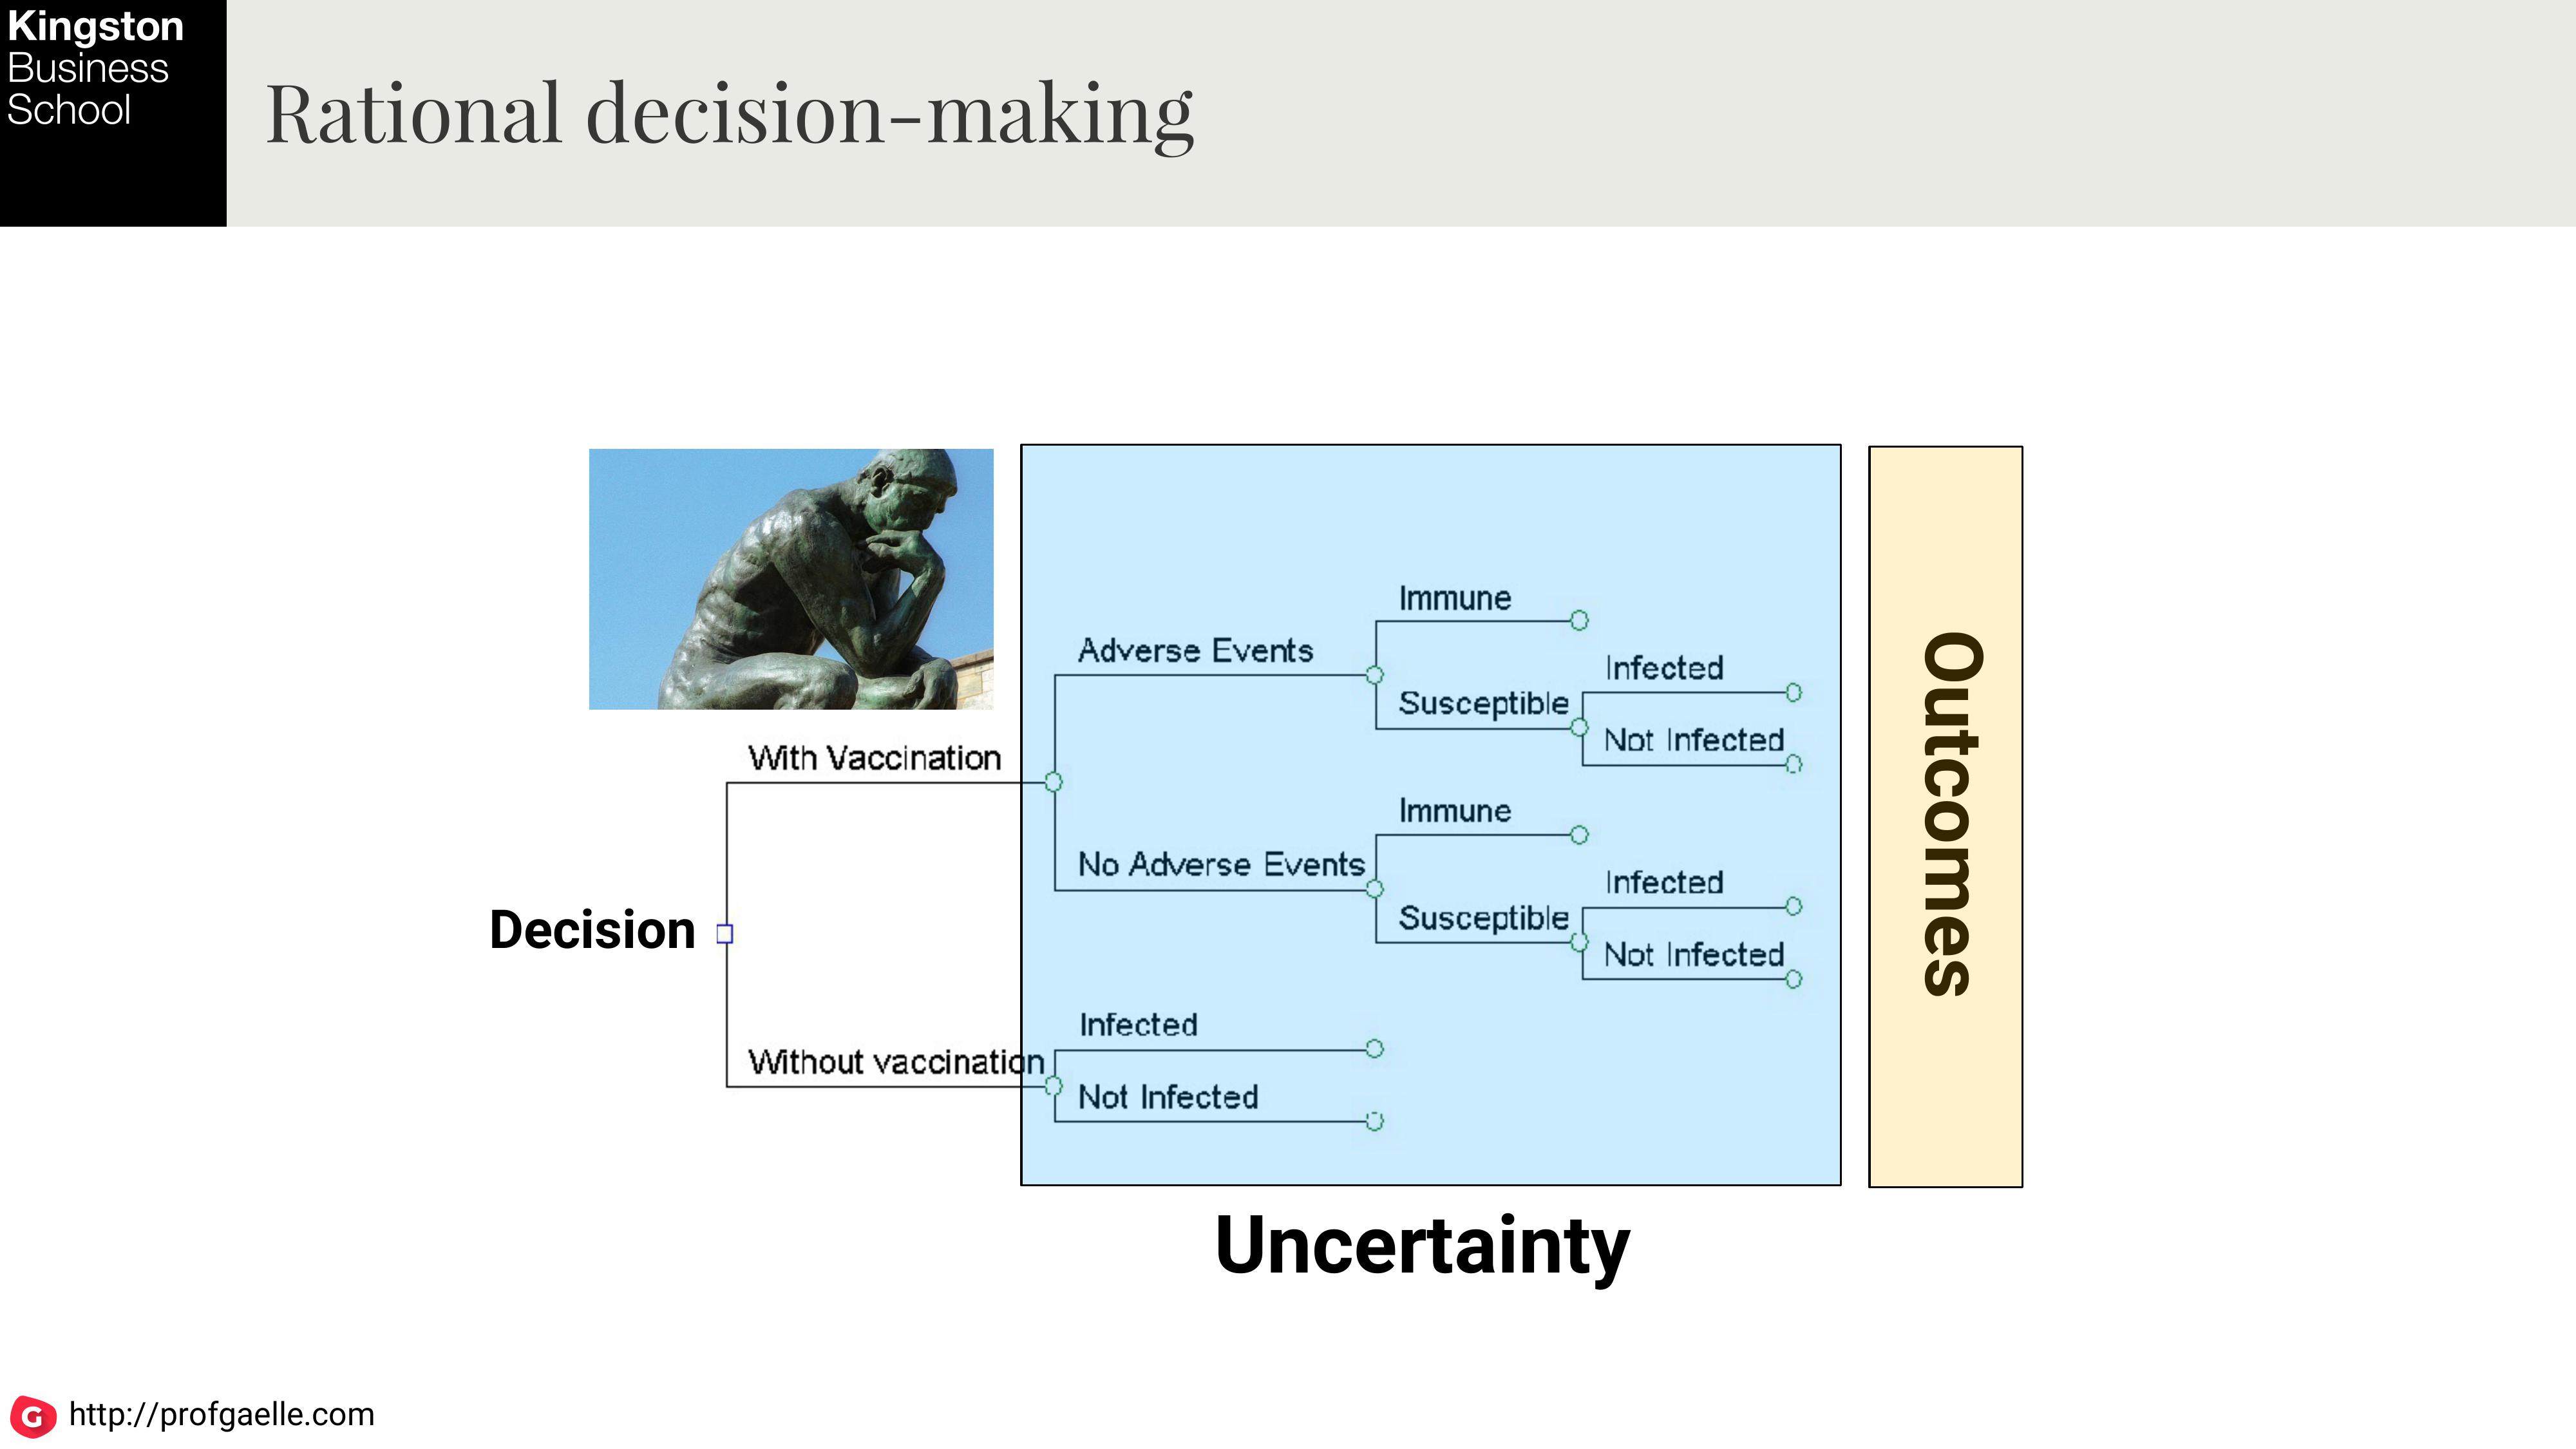 Kingston
Business
School
Rational decision-making
Immune
Adverse Events
Infected
Susceptible
Not Infected
With Vaccination
Immune
No Adverse Events
Infected
Susceptible
Not Infected
Decision
Infected
Without vaccination
Not Infected
Outcomes
Uncertainty
G http://profgaelle.com